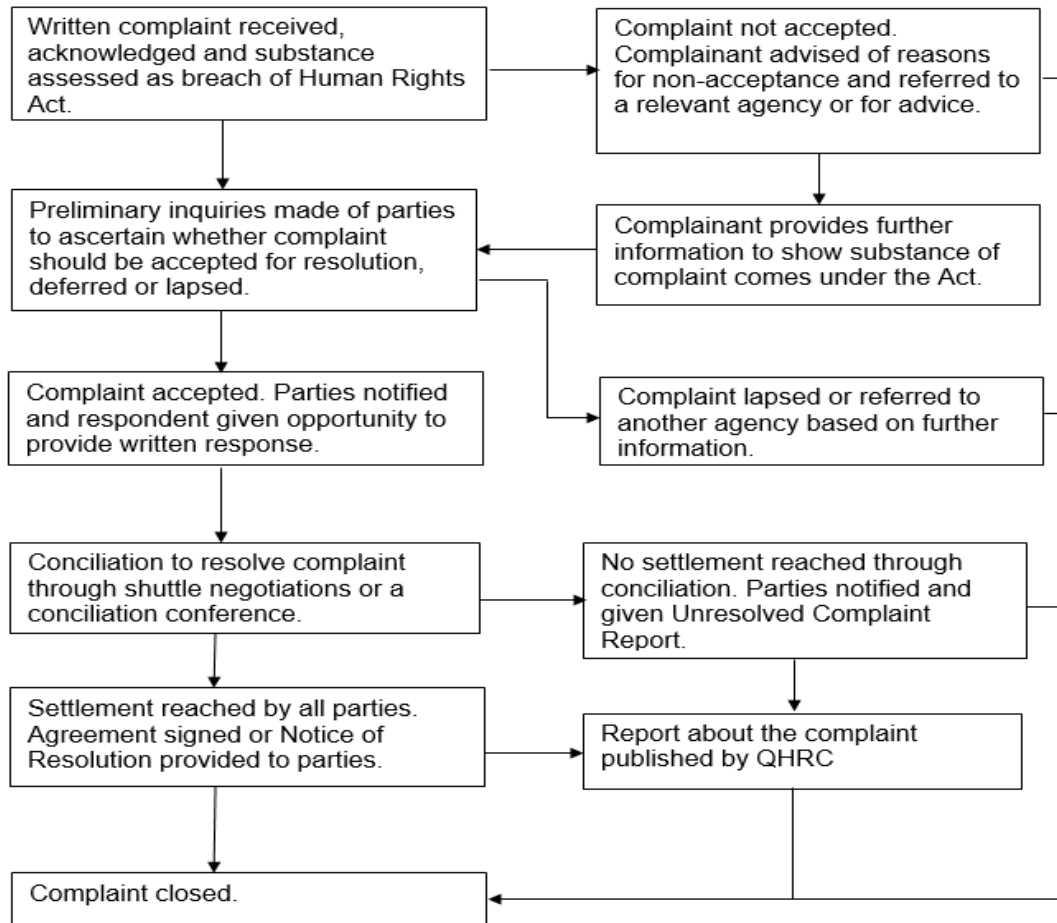 Written complaint received,
acknowledged and substance
assessed as breach of Human Rights
Act.
Complaint not accepted.
Complainant advised of reasons
for non-acceptance and referred to
a relevant agency or for advice.
Preliminary inquiries made of parties
to ascertain whether complaint
should be accepted for resolution,
deferred or lapsed.
Complainant provides further
information to show substance of
complaint comes under the Act.
Complaint accepted. Parties notified
and respondent given opportunity to
provide written response.
Complaint lapsed or referred to
another agency based on further
information.
Conciliation to resolve complaint
through shuttle negotiations or a
conciliation conference.
No settlement reached through
conciliation. Parties notified and
given Unresolved Complaint
Report.
Settlement reached by all parties.
Agreement signed or Notice of
Resolution provided to parties.
Report about the complaint
published by QHRC
Complaint closed.